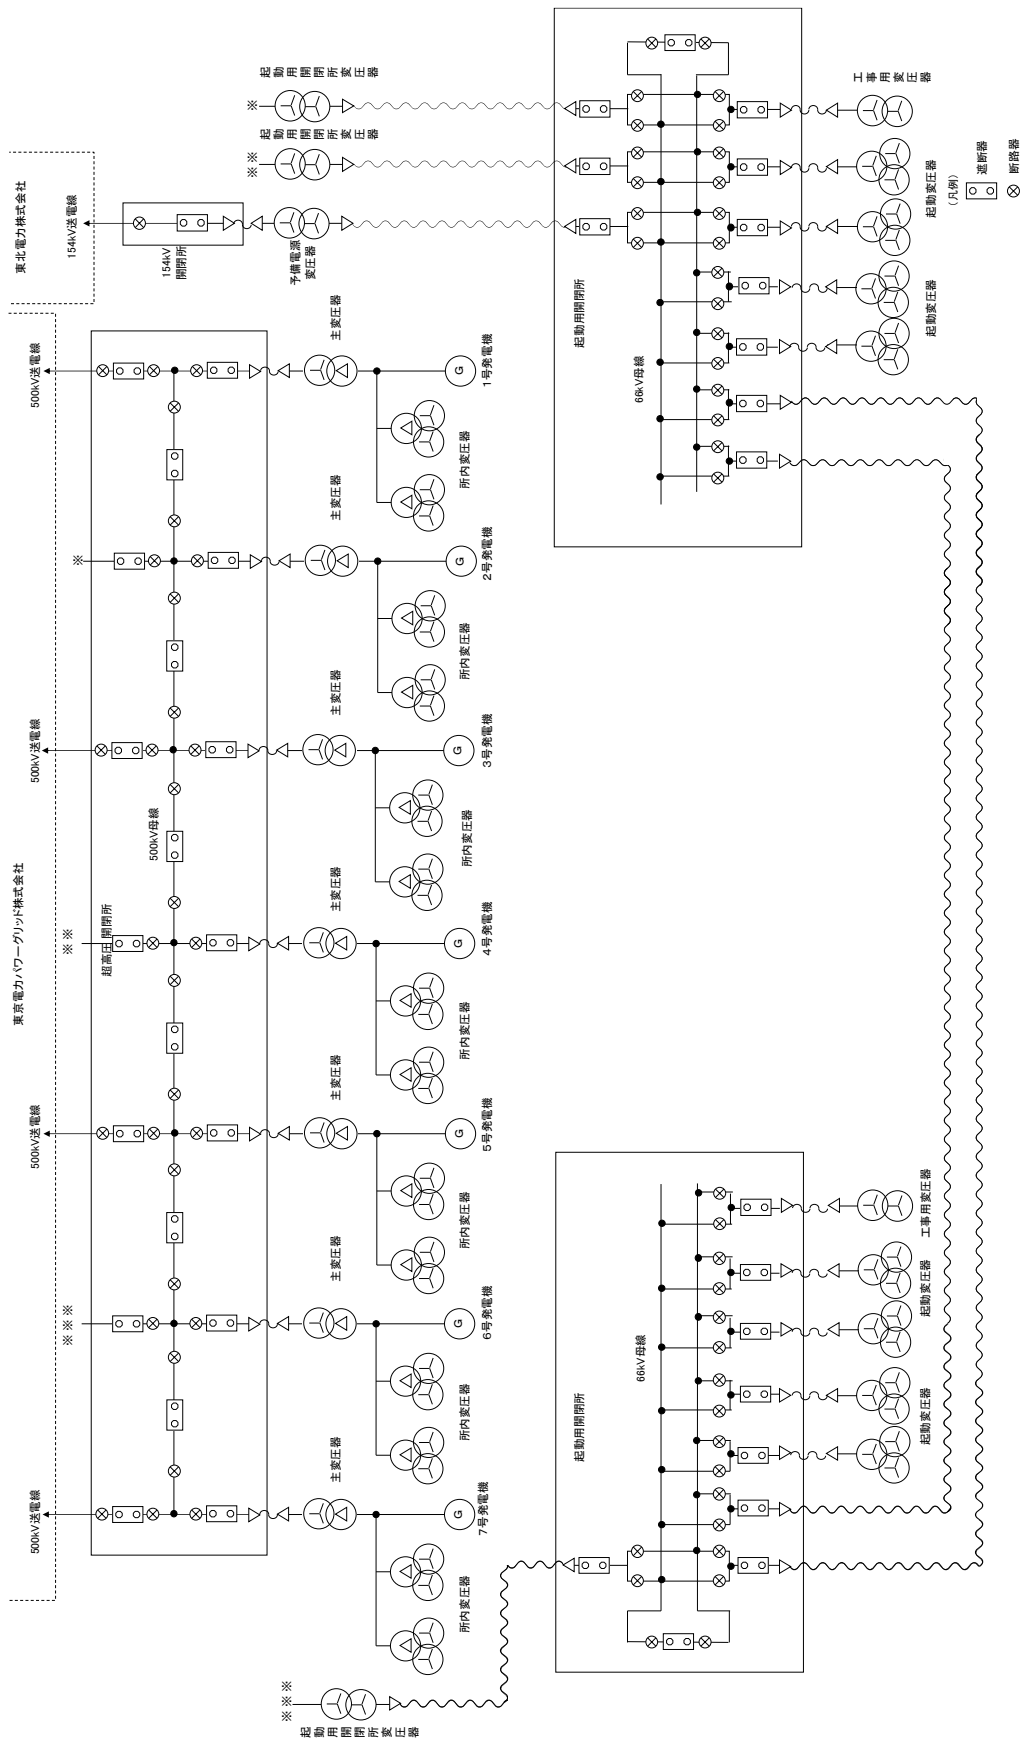 東京電力パワーグリッド株式会社
東北電力株式会社
500kV送電線
500kV送電線
500kV送電線
500kV送電線
154kV送電線
※※※
※※
※
超高圧開閉所
500kV母線
154kV
開閉所
※
起動用開閉所変圧器
※※
起動用開閉所変圧器
予備電源
変圧器
※※※
起動用開閉所変圧器
主変圧器
主変圧器
主変圧器
主変圧器
主変圧器
主変圧器
主変圧器
所内変圧器
所内変圧器
所内変圧器
所内変圧器
所内変圧器
所内変圧器
所内変圧器
7号発電機
6号発電機
5号発電機
4号発電機
3号発電機
2号発電機
1号発電機
G
G
G
G
G
G
G
起動用開閉所
起動用開閉所
66kV母線
66kV母線
起動変圧器
起動変圧器
工事用変圧器
起動変圧器
起動変圧器
工事用変圧器
(凡例)
遮断器
断路器